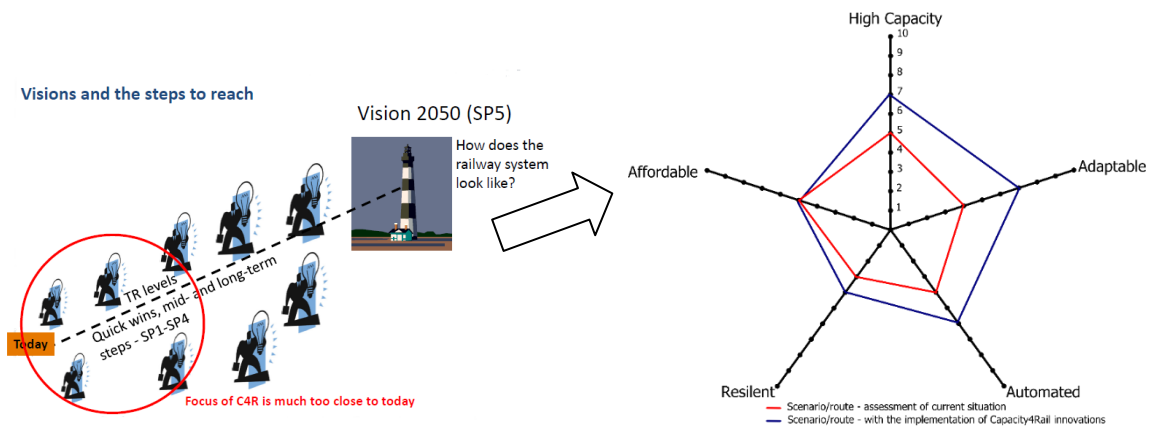 Visions and the steps to reach
Vision 2050 (SP5)
How does the
railway system
look like?
TR levels
Quick wins, mid- and long-term
steps - SP1-SP4
Today
Focus of C4R is much too close to today
High Capacity
10
9
8
7
6
5
4
3
2
1
Affordable
Adaptable
Resilent
Automated
Scenario/route - assessment of current situation
Scenario/route - with the implementation of Capacity4Rail innovations